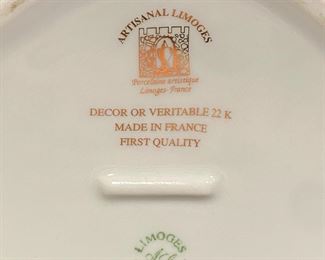 ARTISANAL LIMOGES
Porcelaine artistique
Limoges-France
DECOR OR VERITABLE 22 K
MADE IN FRANCE
FIRST QUALITY
LIMOGES